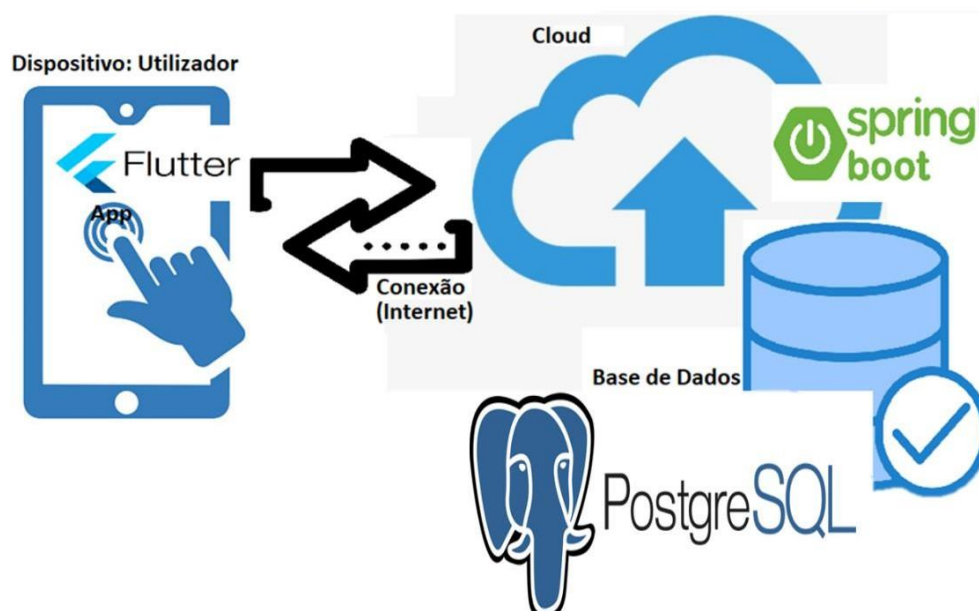 Cloud
Dispositivo: Utilizador
spring
boot
Flutter
App
Conexão
(Internet)
Base de Dados
PostgreSQL